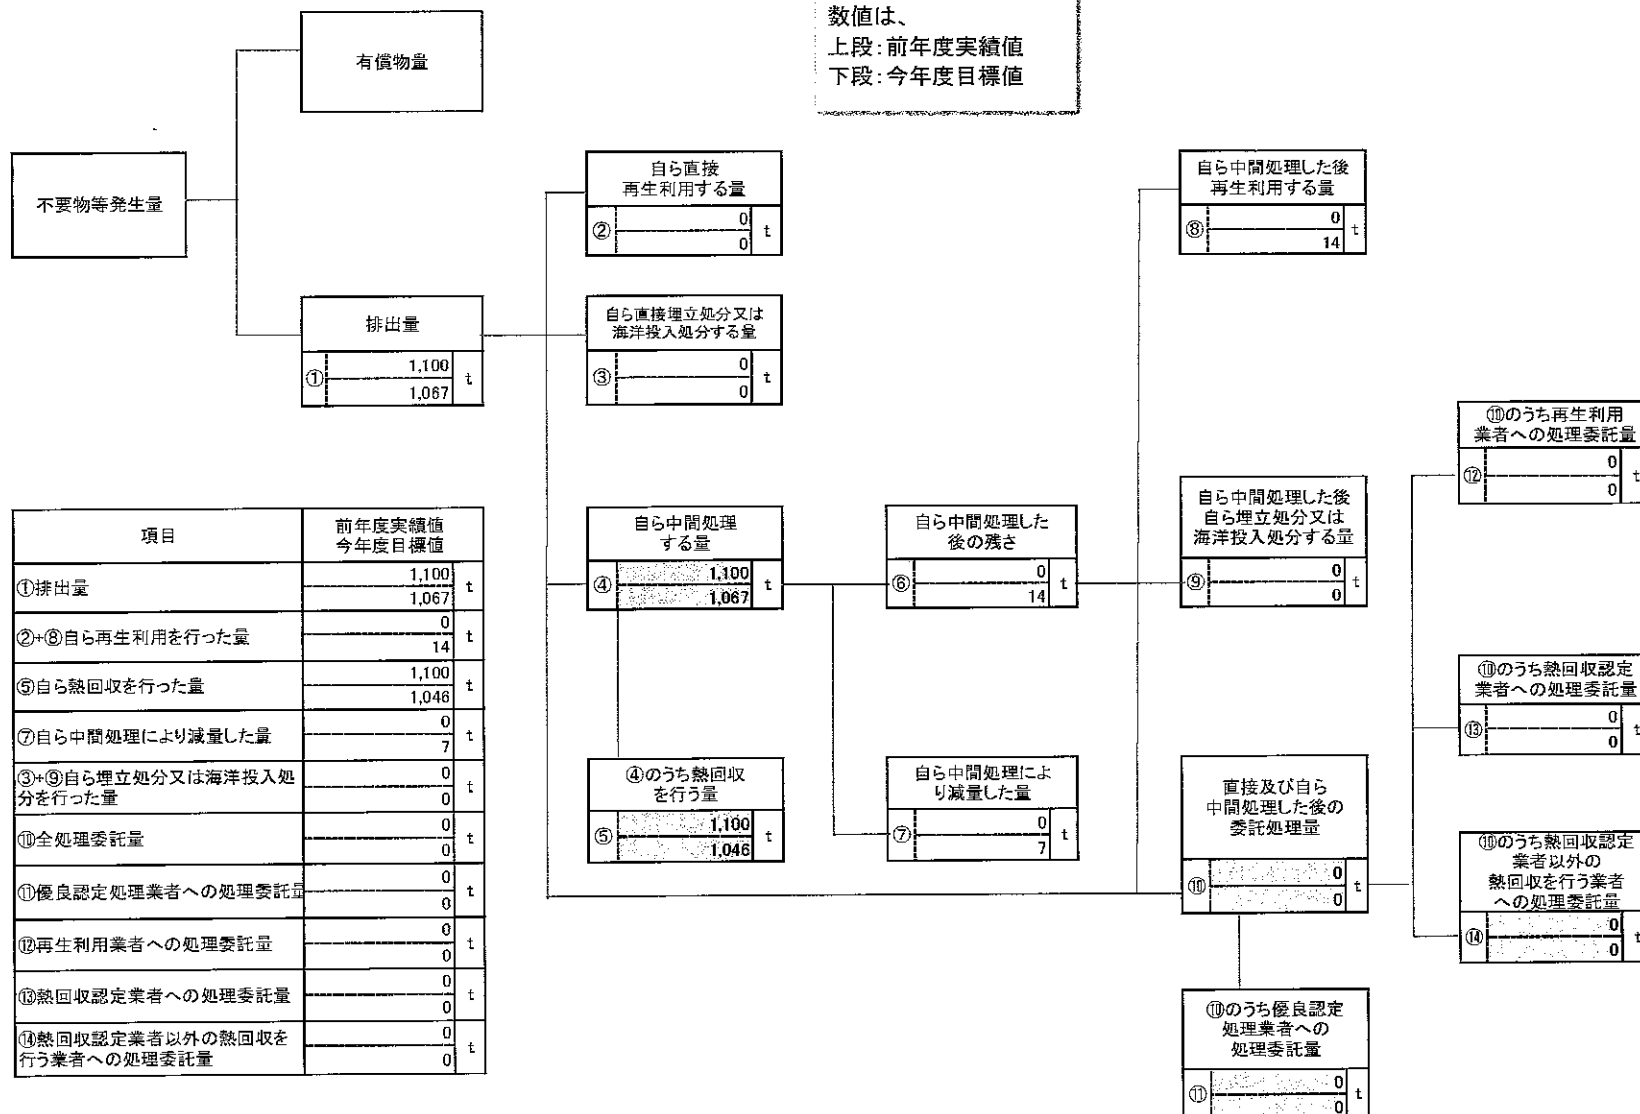 数値は、
上段：前年度実績値
下段：今年度目標値
有償物量
不要物等発生量
排出量
①
1,100
1,067
t
自ら直接
再生利用する量
②
0
0
t
自ら直接埋立処分又は
海洋投入処分する量
③
0
0
t
自ら中間処理
する量
④
1,100
1,067
t
④のうち熱回収
を行う量
⑤
1,100
1,046
t
自ら中間処理した
後の残さ
⑥
0
14
t
自ら中間処理によ
り減量した量
⑦
0
7
t
自ら中間処理した後
再生利用する量
⑧
0
14
t
自ら中間処理した後
自ら埋立処分又は
海洋投入処分する量
⑨
0
0
t
直接及び自ら
中間処理した後の
委託処理量
⑩
0
0
t
⑩のうち優良認定
処理業者への
処理委託量
⑪
0
0
t
⑩のうち再生利用
業者への処理委託量
⑫
0
0
t
⑩のうち熱回収認定
業者への処理委託量
⑬
0
0
t
⑩のうち熱回収認定
業者以外の
熱回収を行う業者
への処理委託量
⑭
0
0
t
項目
前年度実績値
今年度目標値
①排出量
1,100
1,067
t
②+⑧自ら再生利用を行った量
0
14
t
⑤自ら熱回収を行った量
1,100
1,046
t
⑦自ら中間処理により減量した量
0
7
t
③+⑨自ら埋立処分又は海洋投入処
分を行った量
0
0
t
⑩全処理委託量
0
0
t
⑪優良認定処理業者への処理委託量
0
0
t
⑫再生利用業者への処理委託量
0
0
t
⑬熱回収認定業者への処理委託量
0
0
t
⑭熱回収認定業者以外の熱回収を
行う業者への処理委託量
0
0
t